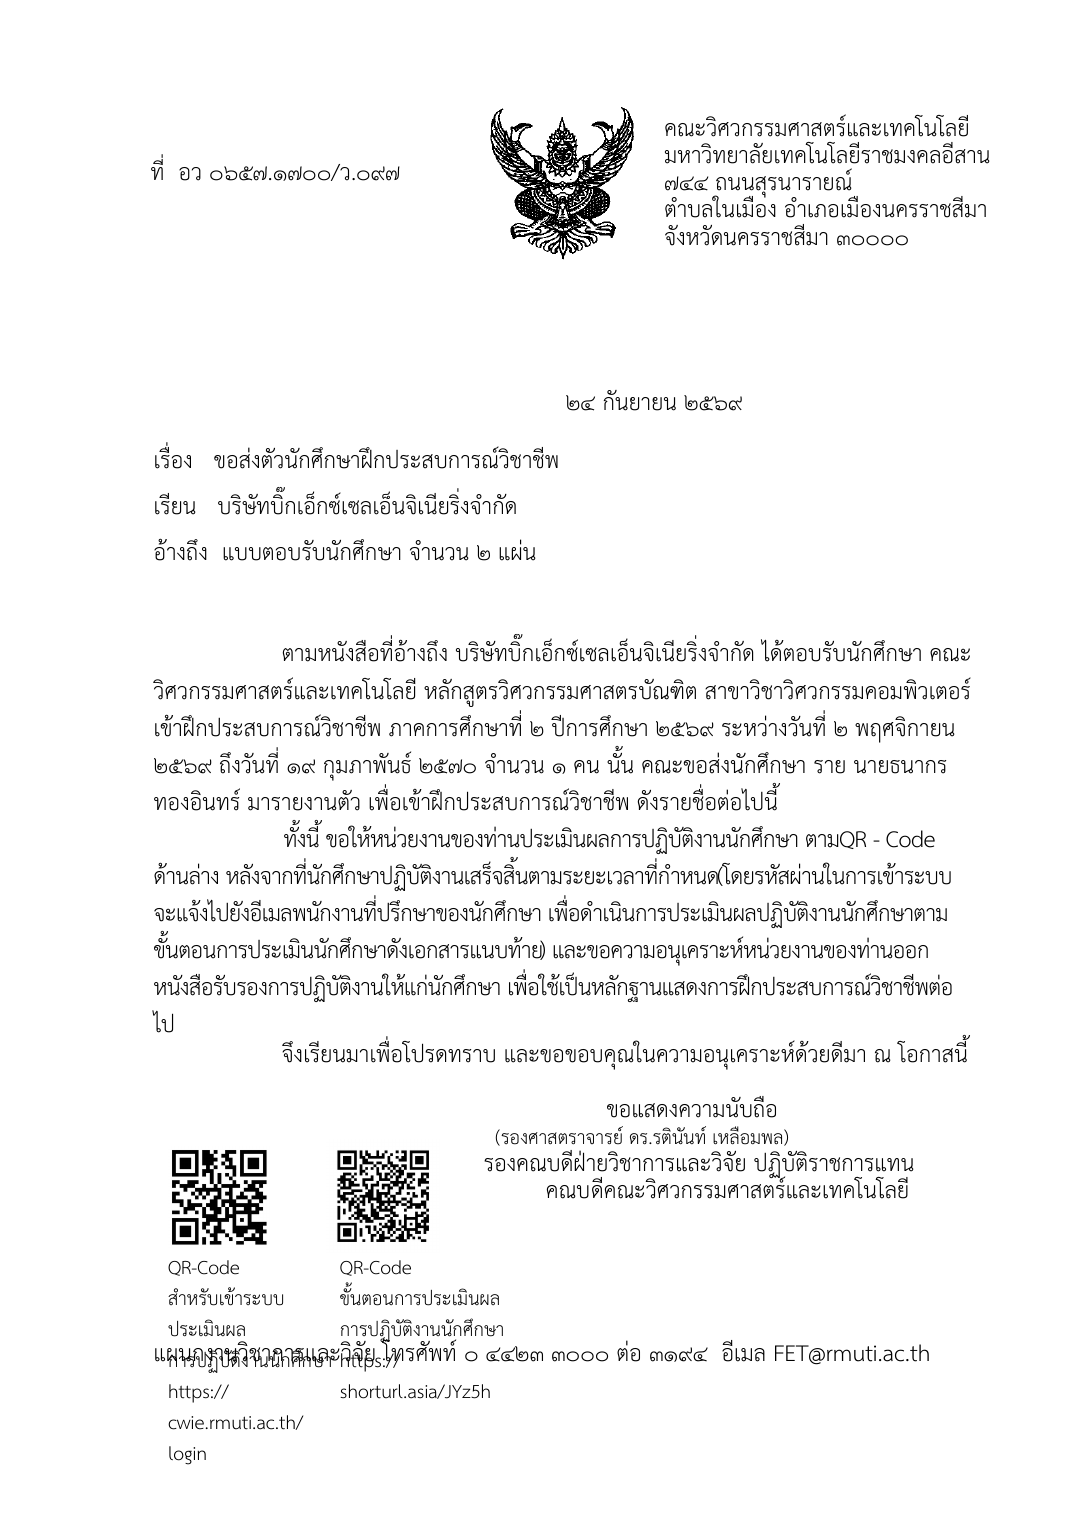 คณะวิศวกรรมศาสตร์และเทคโนโลยี
มหาวิทยาลัยเทคโนโลยีราชมงคลอีสาน
ที่ อว ๐๖๕๗.๑๗๐๐/ว.๐๙๗
๗๔๔ ถนนสุรนารายณ์
ตำบลในเมือง อำเภอเมืองนครราชสีมา
จังหวัดนครราชสีมา ๓๐๐๐๐
๒๔ กันยายน ๒๕๖๙
เรื่อง ขอส่งตัวนักศึกษาฝึกประสบการณ์วิชาชีพ
เรียน บริษัทบิ๊กเอ็กซ์เซลเอ็นจิเนียริ่งจำกัด
อ้างถึง แบบตอบรับนักศึกษา จำนวน ๒ แผ่น
ตามหนังสือที่อ้างถึง บริษัทบิ๊กเอ็กซ์เซลเอ็นจิเนียริ่งจำกัด ได้ตอบรับนักศึกษา คณะ
วิศวกรรมศาสตร์และเทคโนโลยี หลักสูตรวิศวกรรมศาสตรบัณฑิต สาขาวิชาวิศวกรรมคอมพิวเตอร์
เข้าฝึกประสบการณ์วิชาชีพ ภาคการศึกษาที่ ๒ ปีการศึกษา ๒๕๖๙ ระหว่างวันที่ ๒ พฤศจิกายน
๒๕๖๙ ถึงวันที่ ๑๙ กุมภาพันธ์ ๒๕๗๐ จำนวน ๑ คน นั้น คณะขอส่งนักศึกษา ราย นายธนากร
ทองอินทร์ มารายงานตัว เพื่อเข้าฝึกประสบการณ์วิชาชีพ ดังรายชื่อต่อไปนี้
ทั้งนี้ ขอให้หน่วยงานของท่านประเมินผลการปฏิบัติงานนักศึกษา ตามQR - Code
ด้านล่าง หลังจากที่นักศึกษาปฏิบัติงานเสร็จสิ้นตามระยะเวลาที่กำหนด(โดยรหัสผ่านในการเข้าระบบ
จะแจ้งไปยังอีเมลพนักงานที่ปรึกษาของนักศึกษา เพื่อดำเนินการประเมินผลปฏิบัติงานนักศึกษาตาม
ขั้นตอนการประเมินนักศึกษาดังเอกสารแนบท้าย) และขอความอนุเคราะห์หน่วยงานของท่านออก
หนังสือรับรองการปฏิบัติงานให้แก่นักศึกษา เพื่อใช้เป็นหลักฐานแสดงการฝึกประสบการณ์วิชาชีพต่อ
ไป
จึงเรียนมาเพื่อโปรดทราบ และขอขอบคุณในความอนุเคราะห์ด้วยดีมา ณ โอกาสนี้
ขอแสดงความนับถือ
(รองศาสตราจารย์ ดร.รตินันท์ เหลือมพล)
รองคณบดีฝ่ายวิชาการและวิจัย ปฏิบัติราชการแทน
คณบดีคณะวิศวกรรมศาสตร์และเทคโนโลยี
QR-Code
สำหรับเข้าระบบ
ประเมินผล
การปฏิบัติงานนักศึกษา
https://
cwie.rmuti.ac.th/
login
QR-Code
ขั้นตอนการประเมินผล
การปฏิบัติงานนักศึกษา
https://
shorturl.asia/JYz5h
แผนกงานวิชาการและวิจัย โทรศัพท์ ๐ ๔๔๒๓ ๓๐๐๐ ต่อ ๓๑๙๔ อีเมล FET@rmuti.ac.th